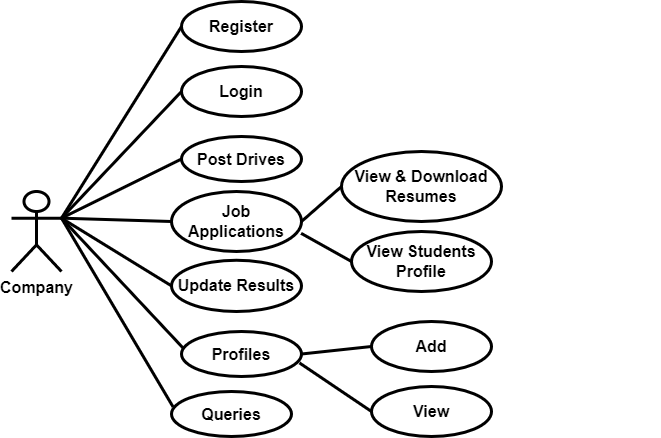 Register
Login
Post Drives
View & Download
Resumes
Job
Applications
View Students
Profile
Company
Update Results
Profiles
Add
Queries
View